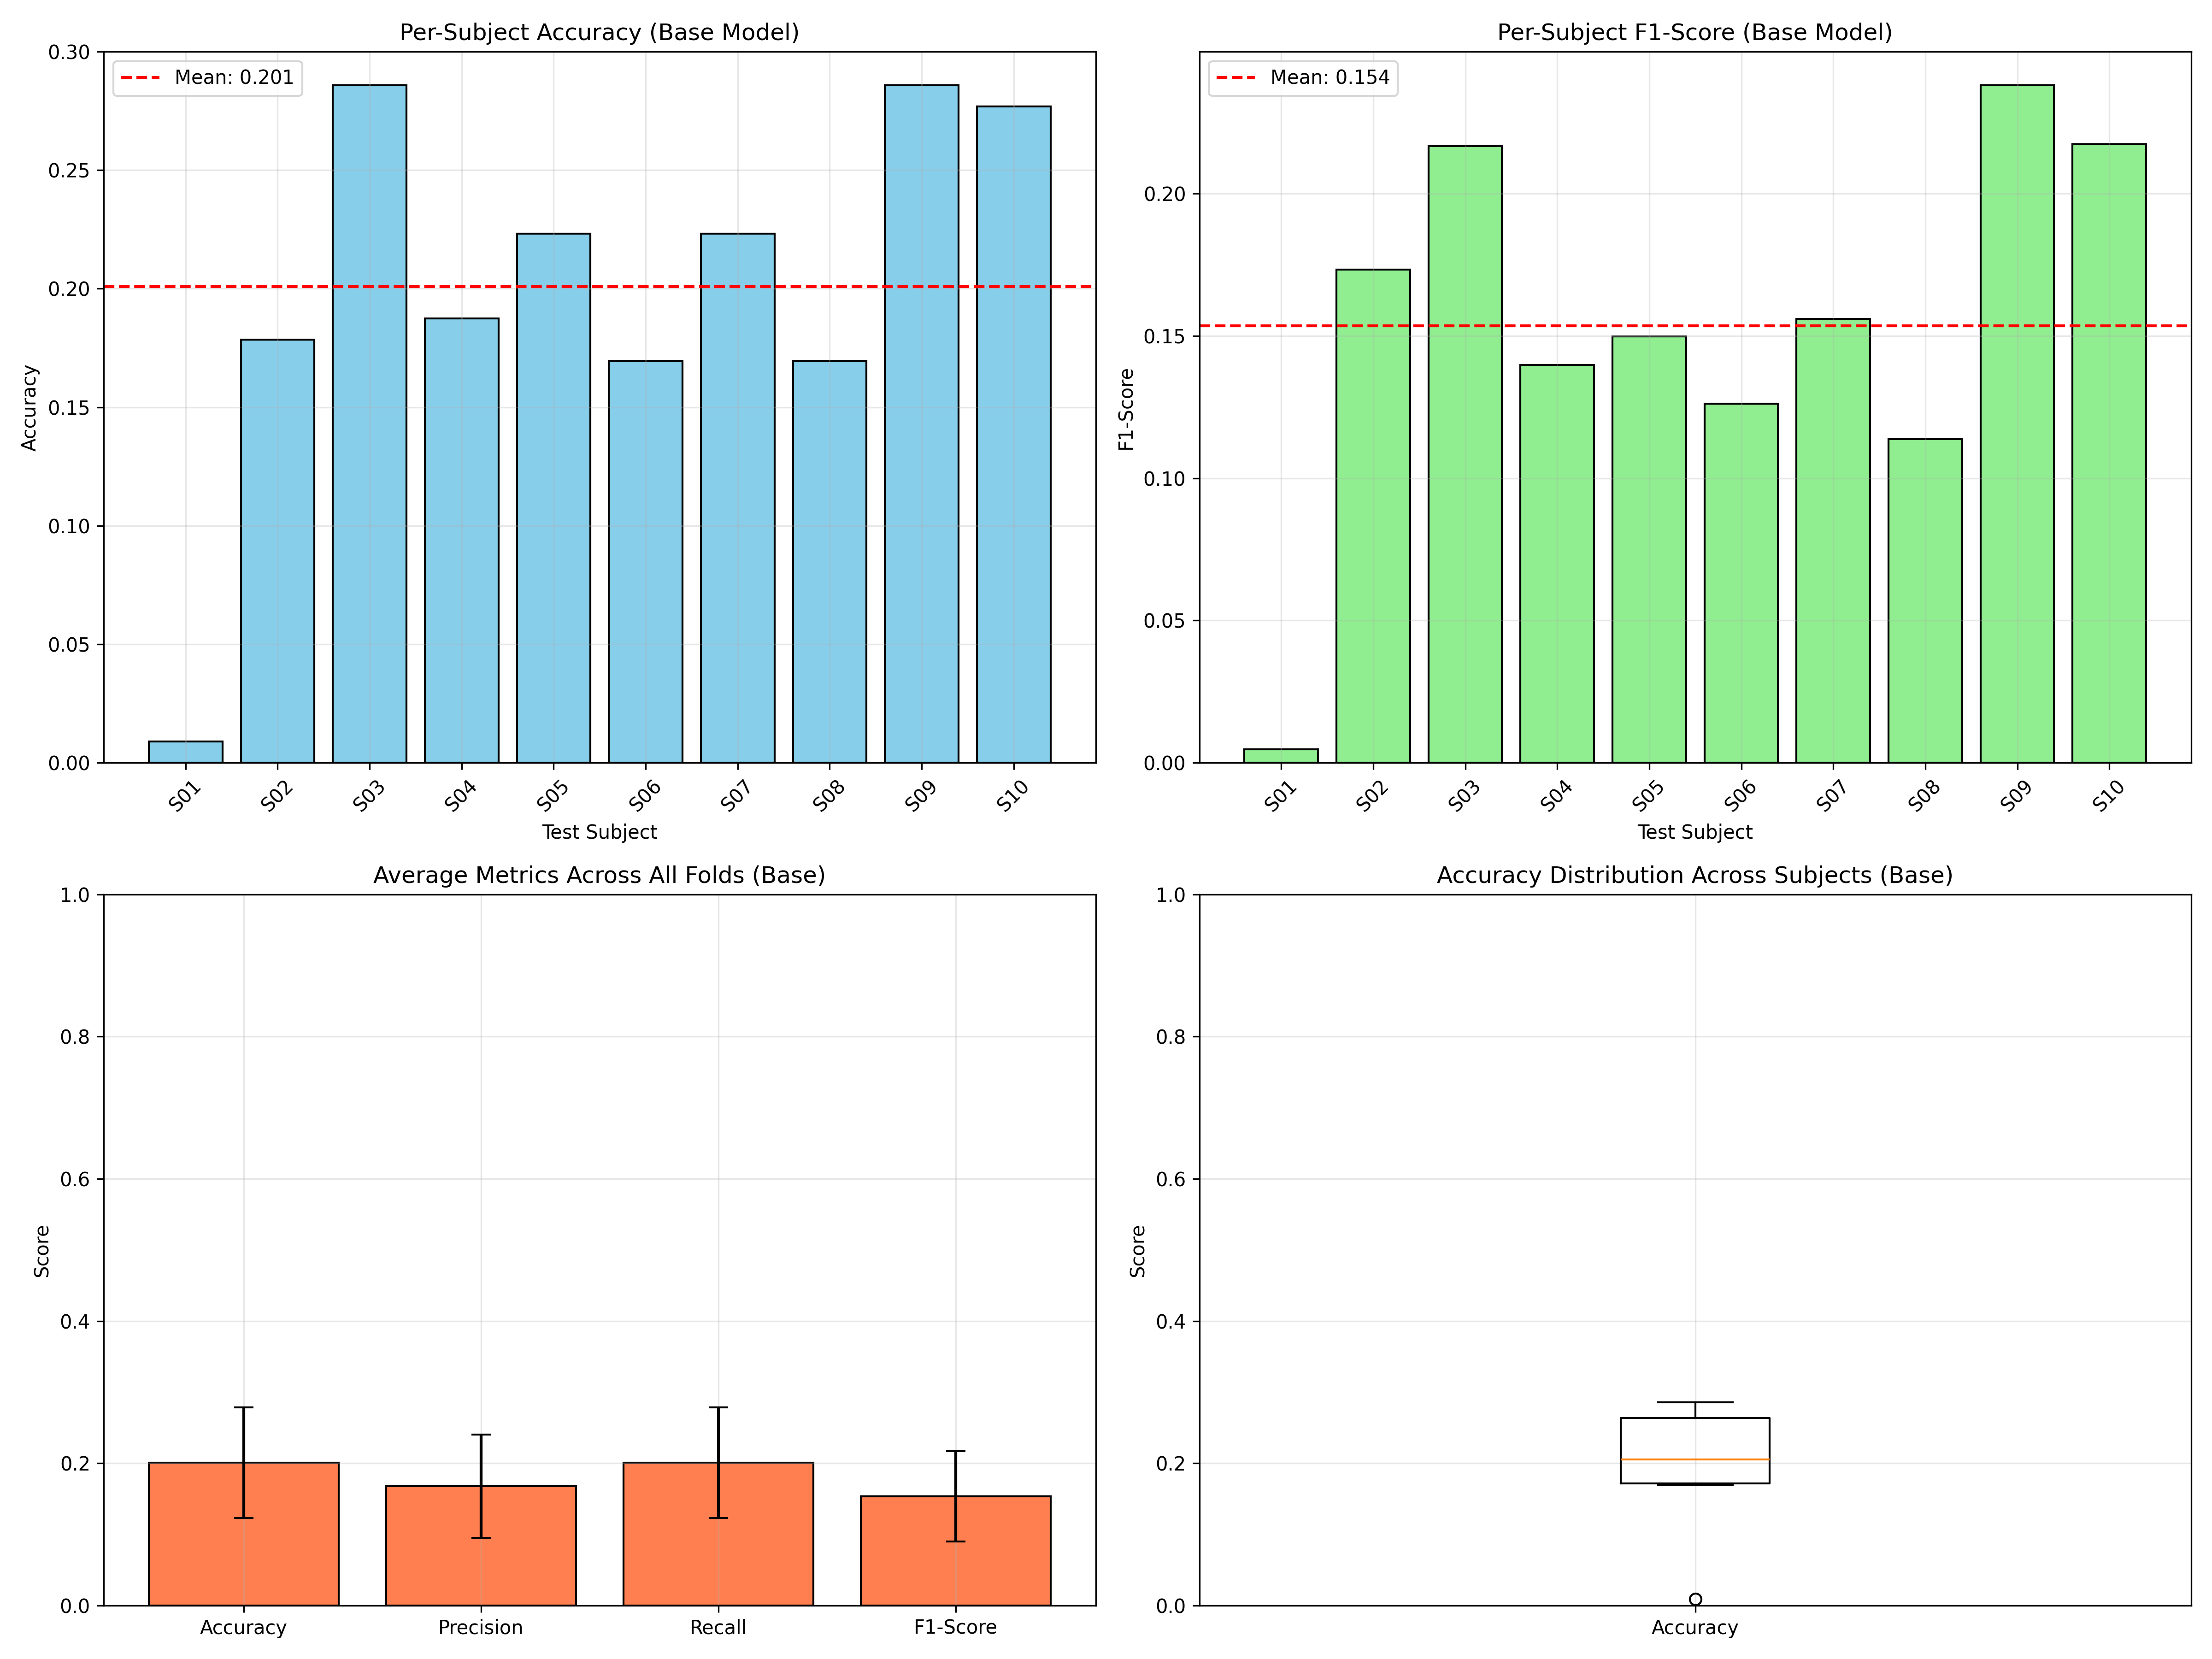 Per-Subject Accuracy (Base Model)
Mean: 0.201
0.30
0.25
0.20
0.15
0.10
0.05
0.00
Accuracy
S01 S02 S03 S04 S05 S06 S07 S08 S09 S10
Test Subject
Per-Subject F1-Score (Base Model)
Mean: 0.154
0.20
0.15
0.10
0.05
0.00
F1-Score
S01 S02 S03 S04 S05 S06 S07 S08 S09 S10
Test Subject
Average Metrics Across All Folds (Base)
1.0
0.8
0.6
0.4
0.2
0.0
Score
Accuracy Precision Recall F1-Score
Accuracy Distribution Across Subjects (Base)
1.0
0.8
0.6
0.4
0.2
0.0
Score
Accuracy